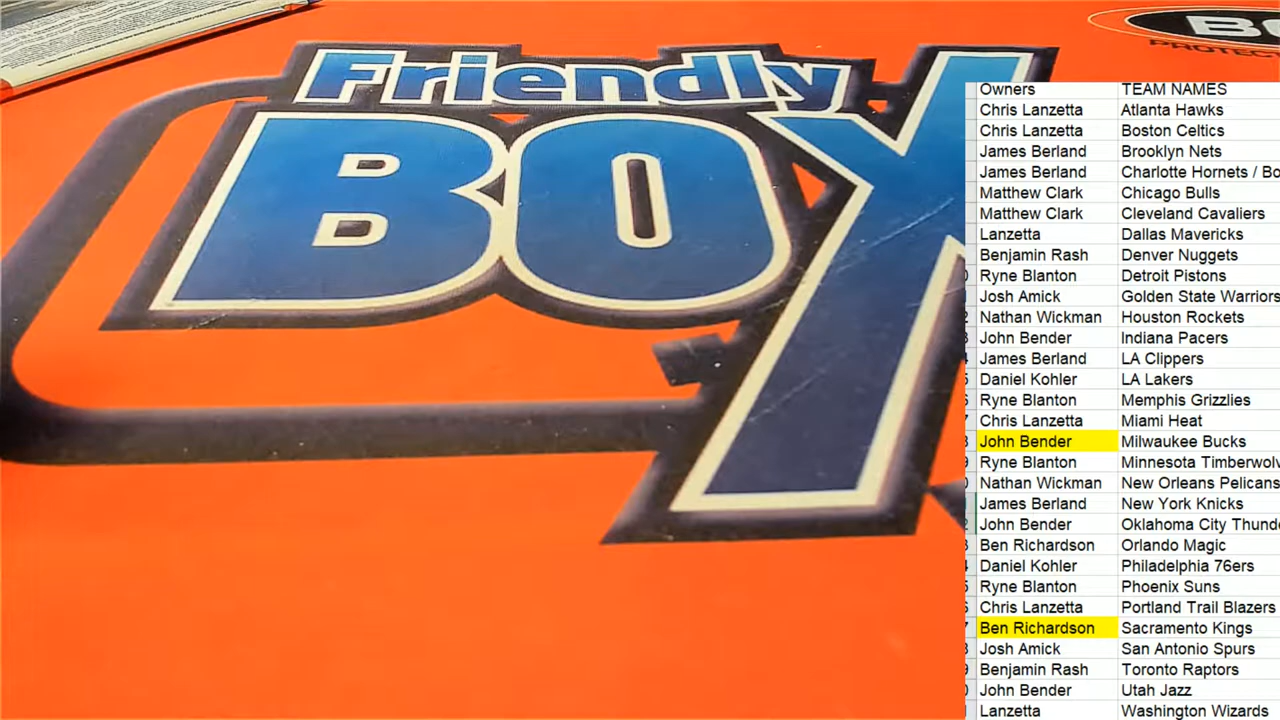 Friendly
BOX
Owners TEAM NAMES
Chris Lanzetta Atlanta Hawks
Chris Lanzetta Boston Celtics
James Berland Brooklyn Nets
James Berland Charlotte Hornets / Bo
Matthew Clark Chicago Bulls
Matthew Clark Cleveland Cavaliers
Lanzetta Dallas Mavericks
Benjamin Rash Denver Nuggets
Ryne Blanton Detroit Pistons
Josh Amick Golden State Warriors
Nathan Wickman Houston Rockets
John Bender Indiana Pacers
James Berland LA Clippers
Daniel Kohler LA Lakers
Ryne Blanton Memphis Grizzlies
Chris Lanzetta Miami Heat
John Bender Milwaukee Bucks
Ryne Blanton Minnesota Timberwolv
Nathan Wickman New Orleans Pelicans
James Berland New York Knicks
John Bender Oklahoma City Thunde
Ben Richardson Orlando Magic
Daniel Kohler Philadelphia 76ers
Ryne Blanton Phoenix Suns
Chris Lanzetta Portland Trail Blazers
Ben Richardson Sacramento Kings
Josh Amick San Antonio Spurs
Benjamin Rash Toronto Raptors
John Bender Utah Jazz
Lanzetta Washington Wizards